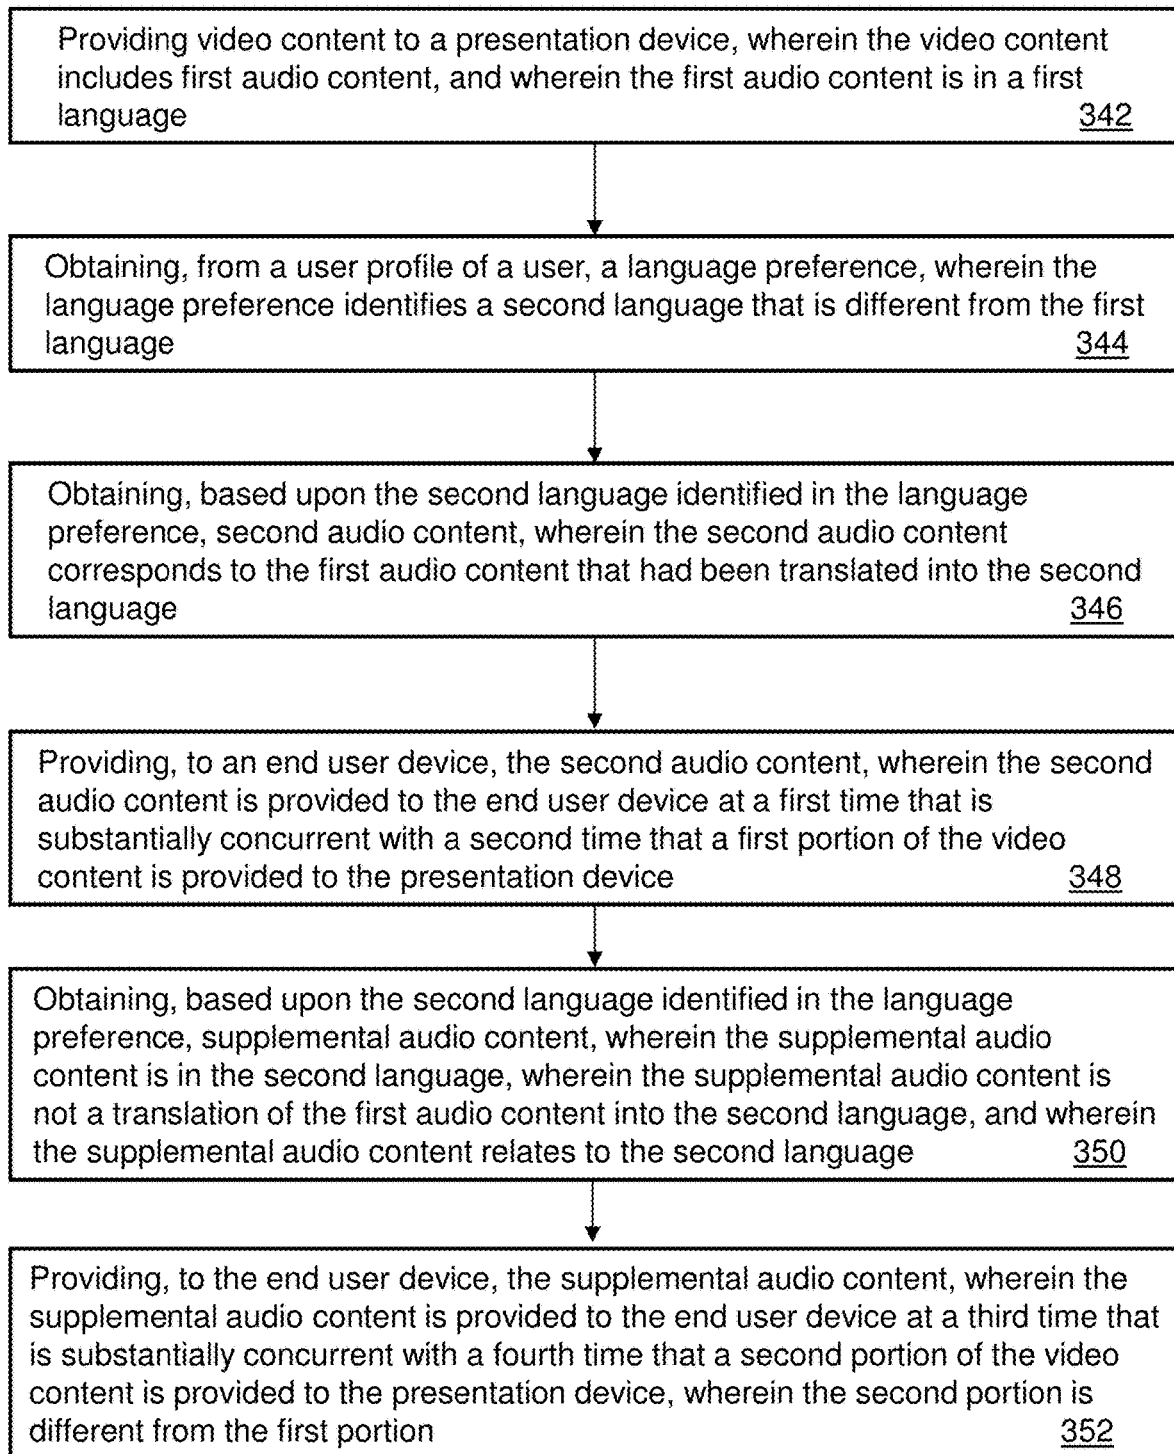 Providing video content to a presentation device, wherein the video content
includes first audio content, and wherein the first audio content is in a first
language 342
Obtaining, from a user profile of a user, a language preference, wherein the
language preference identifies a second language that is different from the first
language 344
Obtaining, based upon the second language identified in the language
preference, second audio content, wherein the second audio content
corresponds to the first audio content that had been translated into the second
language 346
Providing, to an end user device, the second audio content, wherein the second
audio content is provided to the end user device at a first time that is
substantially concurrent with a second time that a first portion of the video
content is provided to the presentation device 348
Obtaining, based upon the second language identified in the language
preference, supplemental audio content, wherein the supplemental audio
content is in the second language, wherein the supplemental audio content is
not a translation of the first audio content into the second language, and wherein
the supplemental audio content relates to the second language 350
Providing, to the end user device, the supplemental audio content, wherein the
supplemental audio content is provided to the end user device at a third time that
is substantially concurrent with a fourth time that a second portion of the video
content is provided to the presentation device, wherein the second portion is
different from the first portion 352